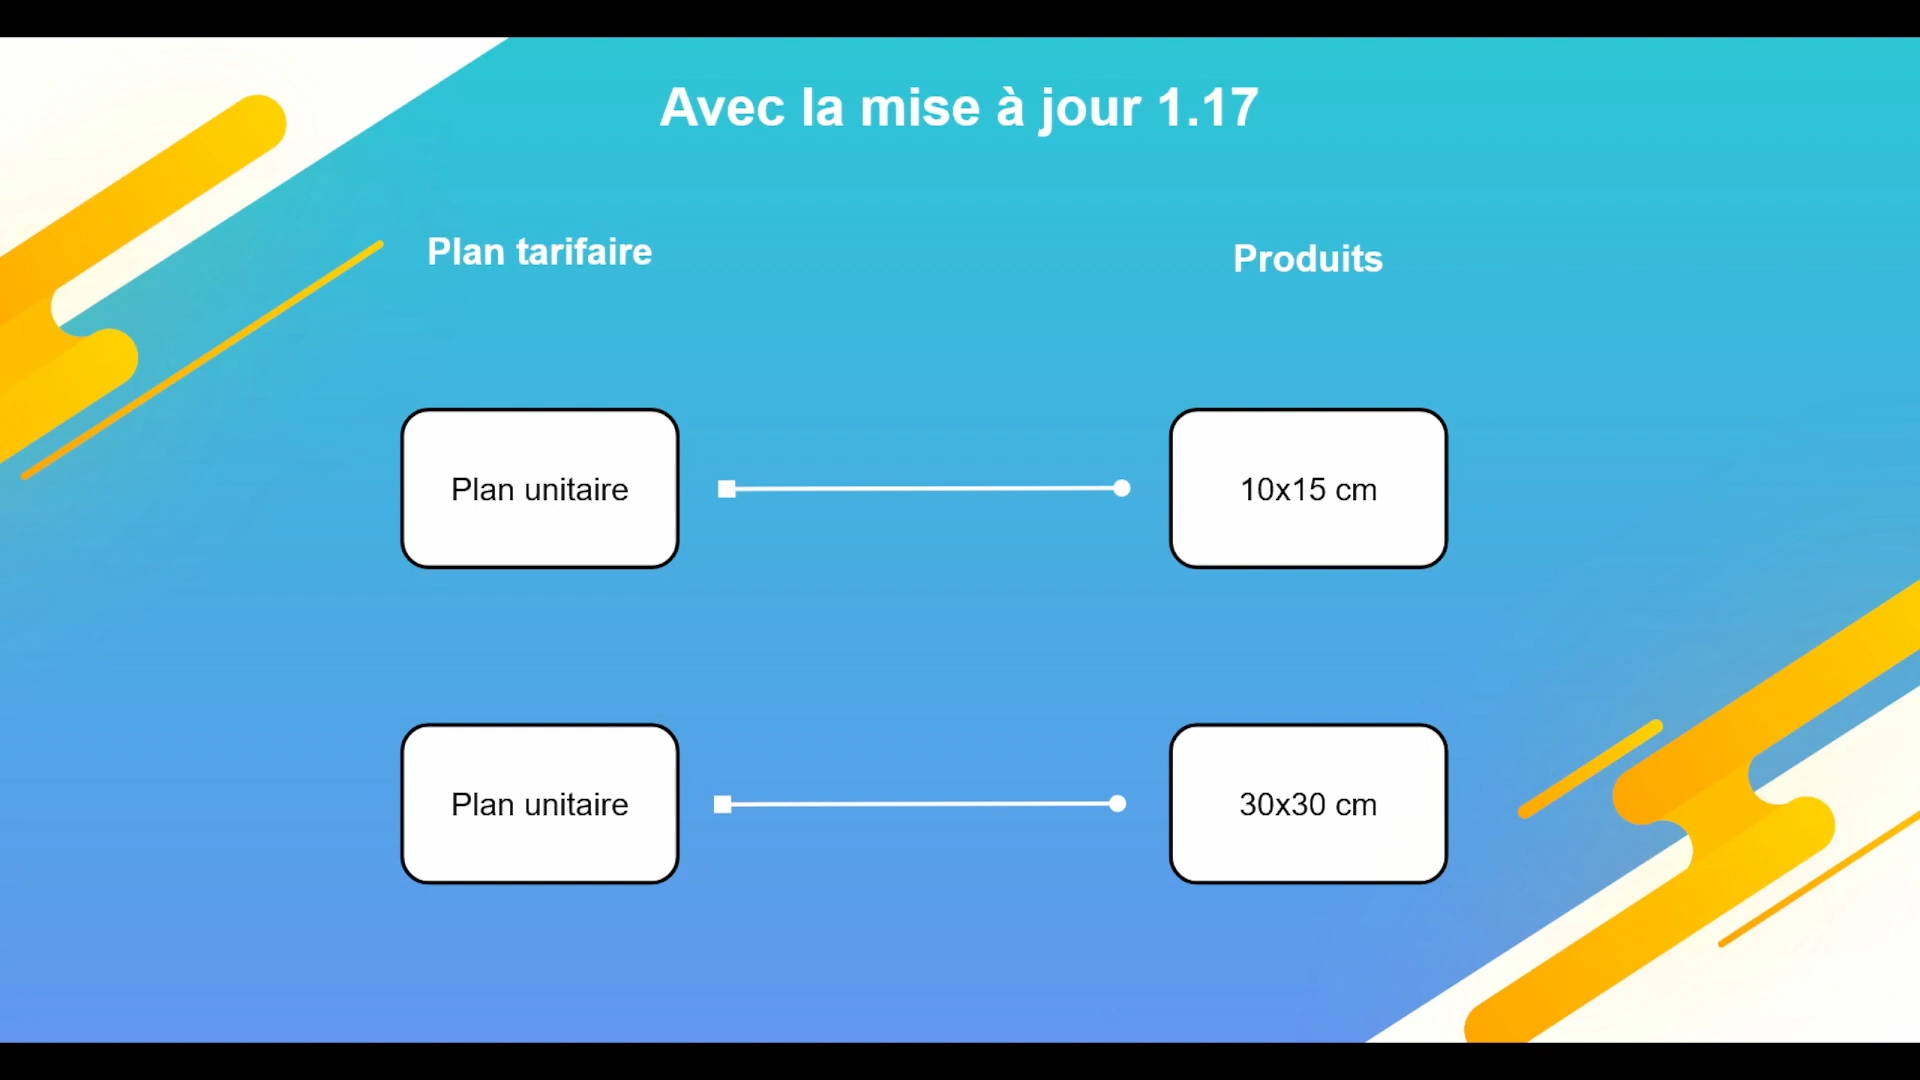 Avec la mise à jour 1.17
Plan tarifaire
Produits
Plan unitaire
10x15 cm
Plan unitaire
30x30 cm